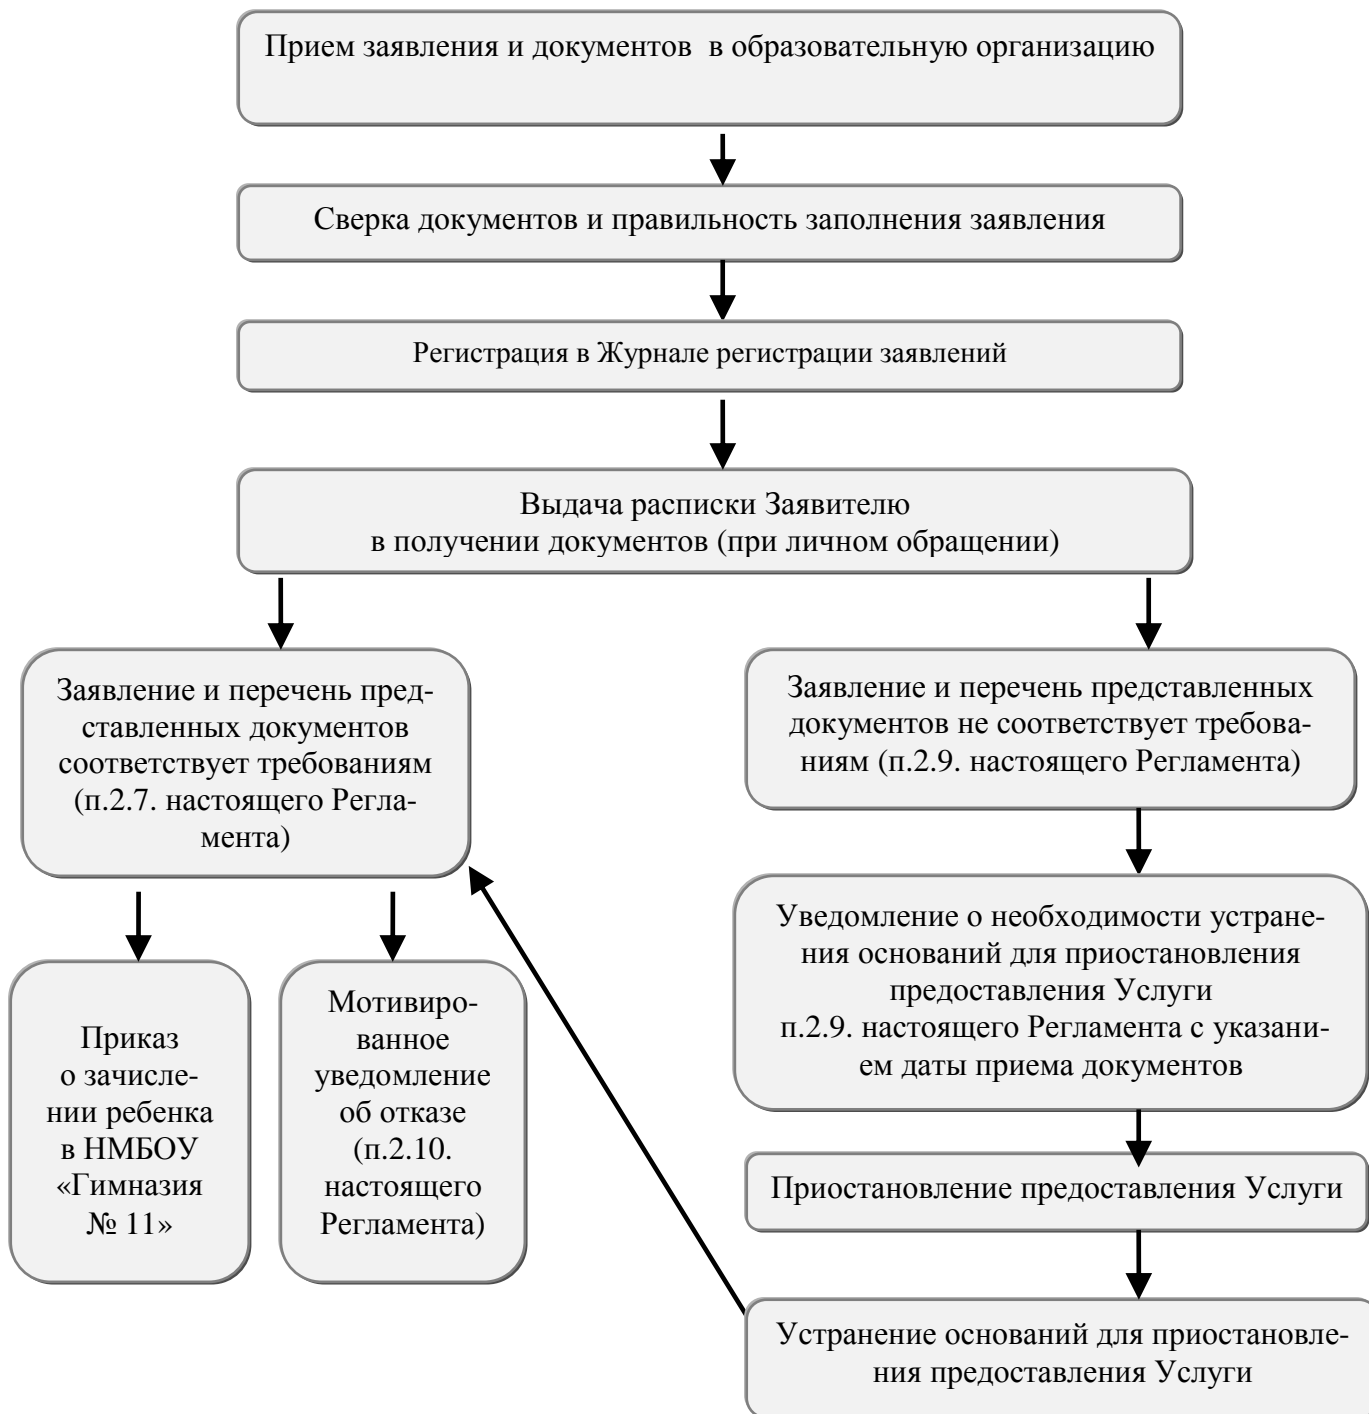 Прием заявления и документов в образовательную организацию
Сверка документов и правильность заполнения заявления
Регистрация в Журнале регистрации заявлений
Выдача расписки Заявителю
в получении документов (при личном обращении)
Заявление и перечень пред-
ставленных документов
соответствует требованиям
(п.2.7. настоящего Регла-
мента)
Заявление и перечень представленных
документов не соответствует требова-
ниям (п.2.9. настоящего Регламента)
Уведомление о необходимости устране-
ния оснований для приостановления
предоставления Услуги
п.2.9. настоящего Регламента с указани-
ем даты приема документов
Приказ
о зачисле-
нии ребенка
в НМБОУ
«Гимназия
№ 11»
Мотивиро-
ванное
уведомление
об отказе
(п.2.10.
настоящего
Регламента)
Приостановление предоставления Услуги
Устранение оснований для приостановле-
ния предоставления Услуги